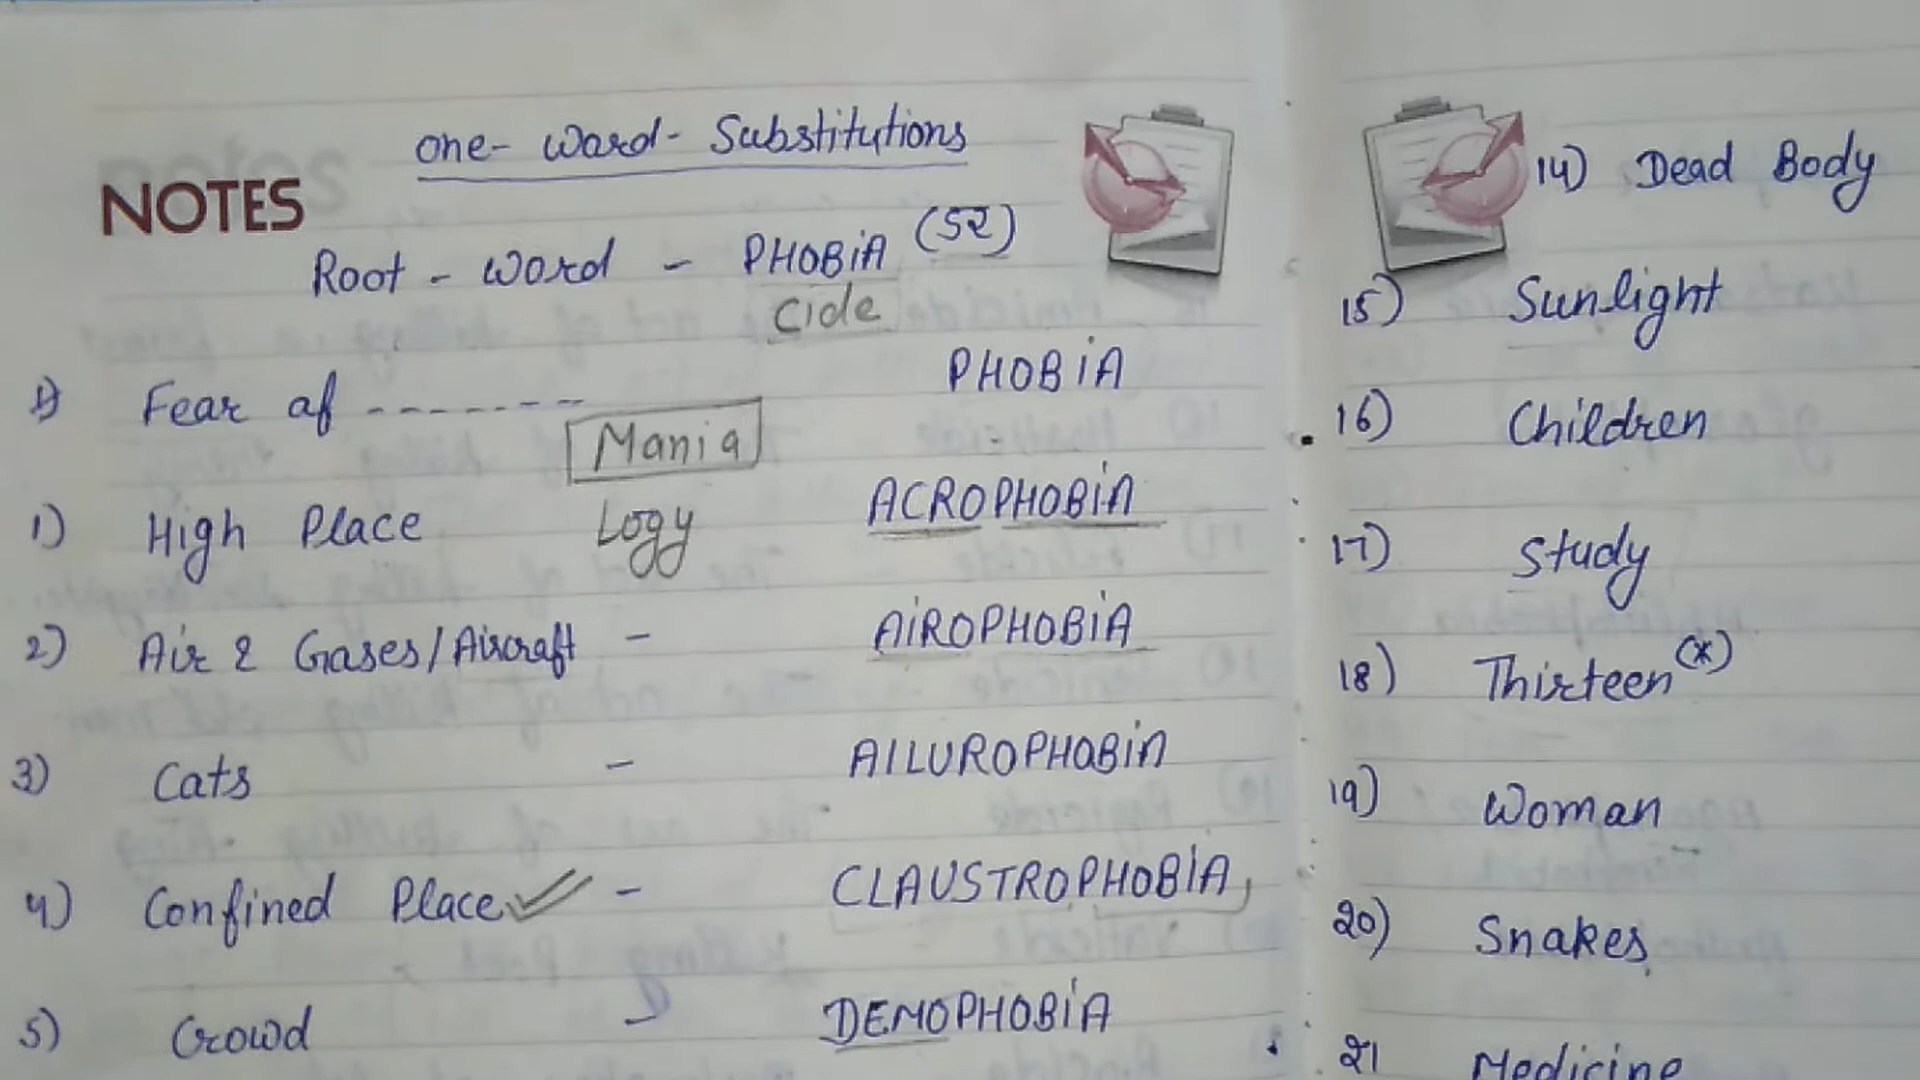 One-Word-Substitutions
NOTES
Root - Word - PHOBiA (52)
Cide
Fear of ------- PHOBiA
Mania
1) High Place ACROPHOBiA
Logy
2) Air & Gases/Aircraft - AiROPHOBiA
3) Cats - AILUROPHOBiA
4) Confined Place - CLAUSTROPHOBiA
5) Crowd - DEMOPHOBiA
14) Dead Body
15) Sunlight
16) Children
17) Study
18) Thirteen (*)
19) Woman
20) Snakes
21 Medicine